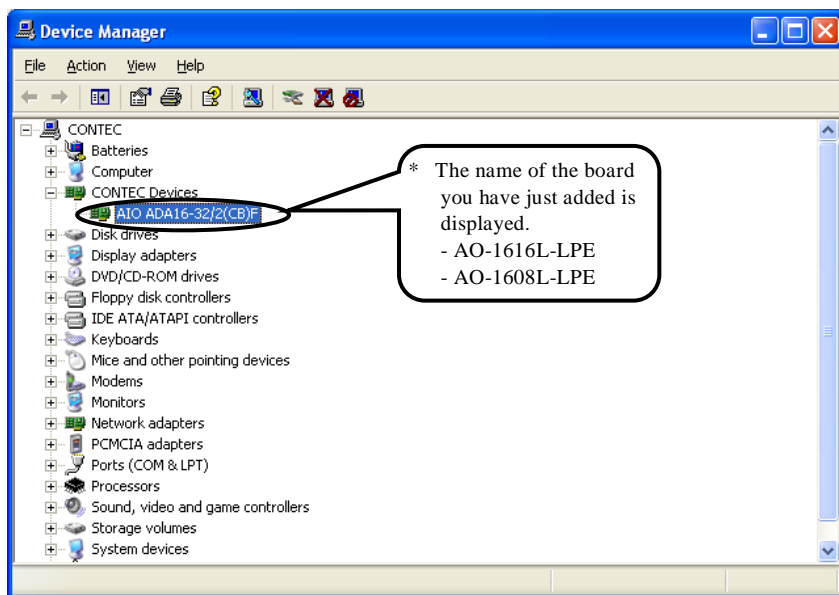 Device Manager
File Action View Help
CONTEC
Batteries
Computer
CONTEC Devices
AIO ADA16-32/2(CB)F
Disk drives
Display adapters
DVD/CD-ROM drives
Floppy disk controllers
IDE ATA/ATAPI controllers
Keyboards
Mice and other pointing devices
Modems
Monitors
Network adapters
PCMCIA adapters
Ports (COM & LPT)
Processors
Sound, video and game controllers
Storage volumes
System devices
* The name of the board
you have just added is
displayed.
- AO-1616L-LPE
- AO-1608L-LPE